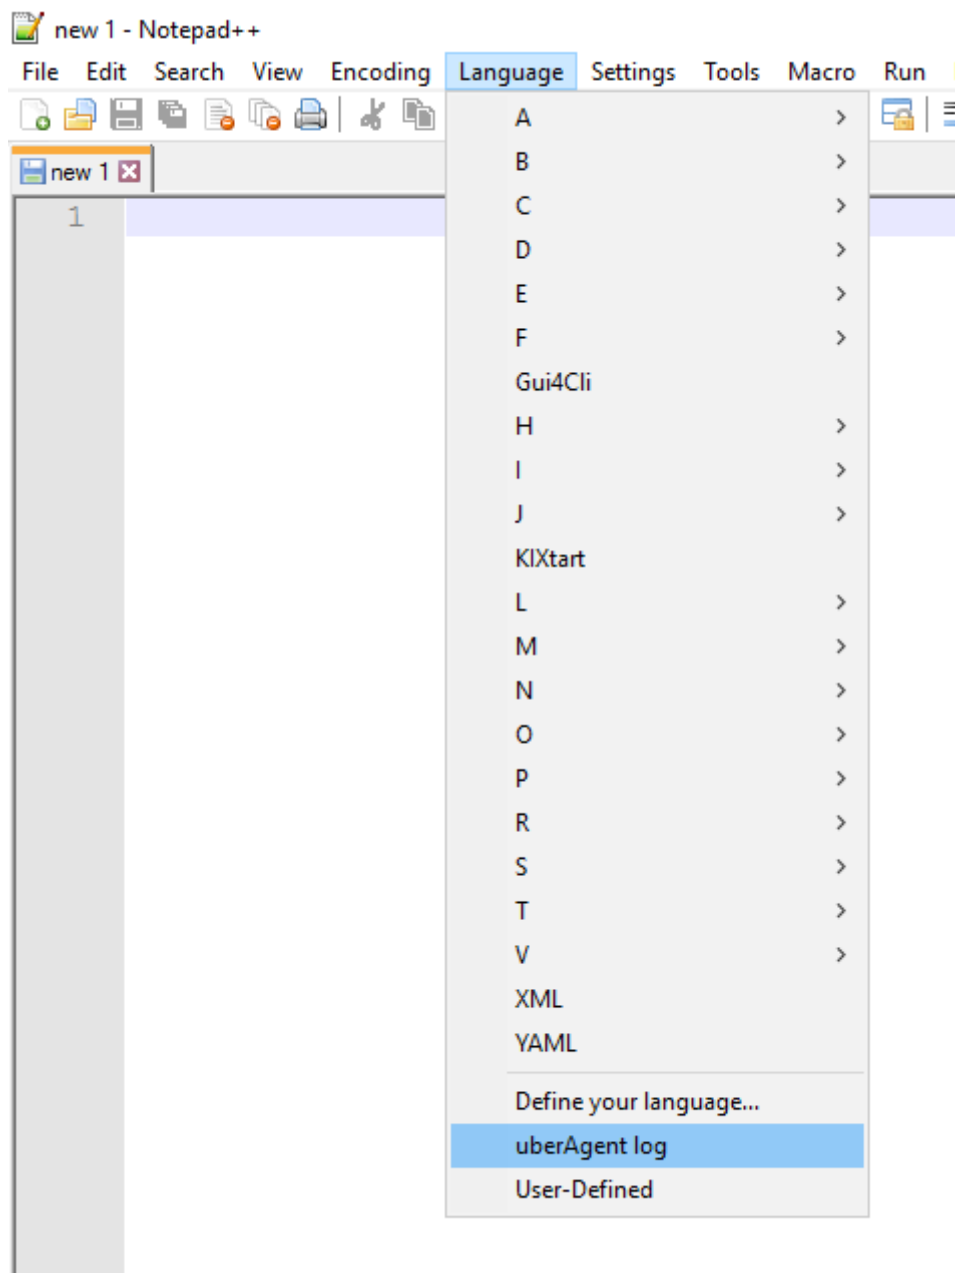 new 1 - Notepad++
File Edit Search View Encoding Language Settings Tools Macro Run
new 1
1
A
B
C
D
E
F
Gui4Cli
H
I
J
KIXtart
L
M
N
O
P
R
S
T
V
XML
YAML
Define your language...
uberAgent log
User-Defined